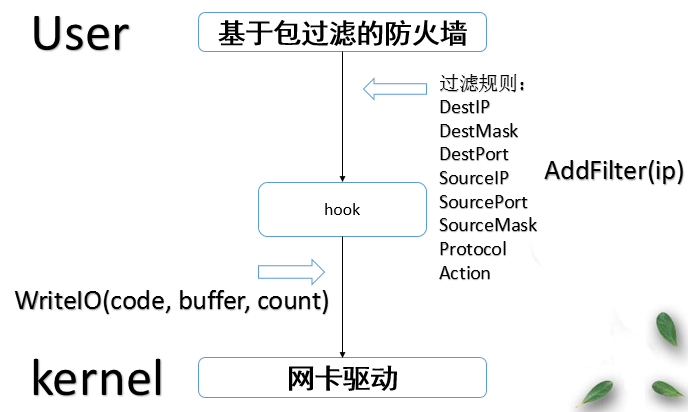 User
基于包过滤的防火墙
过滤规则：
DestIP
DestMask
DestPort
SourceIP
SourcePort
SourceMask
Protocol
Action
AddFilter(ip)
hook
WriteIO(code, buffer, count)
kernel
网卡驱动